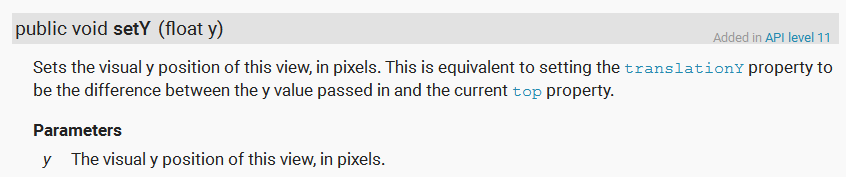 public void setY (float y)
Added in API level 11
Sets the visual y position of this view, in pixels. This is equivalent to setting the translationY property to
be the difference between the y value passed in and the current top property.
Parameters
y The visual y position of this view, in pixels.